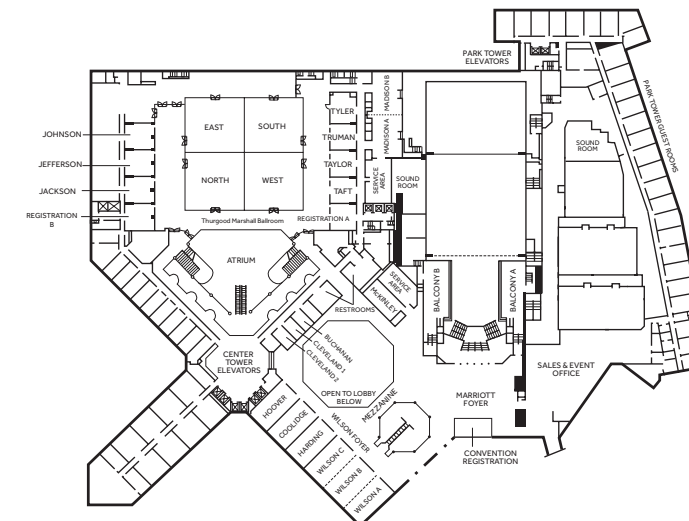 PARK TOWER
ELEVATORS
PARK TOWER GUEST ROOMS
JOHNSON
JEFFERSON
JACKSON
REGISTRATION
B
EAST
SOUTH
NORTH
WEST
Thurgood Marshall Ballroom
REGISTRATION A
TYLER
TRUMAN
TAYLOR
TAFT
MADISON B
MADISON A
SERVICE
AREA
SOUND
ROOM
SOUND
ROOM
ATRIUM
SERVICE
AREA
McKINLEY
RESTROOMS
BALCONY B
BALCONY A
BUCHANAN
CLEVELAND 1
CLEVELAND 2
CENTER
TOWER
ELEVATORS
OPEN TO LOBBY
BELOW
MEZZANINE
WILSON FOYER
HOOVER
COOLIDGE
HARDING
WILSON C
WILSON B
WILSON A
MARRIOTT
FOYER
SALES & EVENT
OFFICE
CONVENTION
REGISTRATION